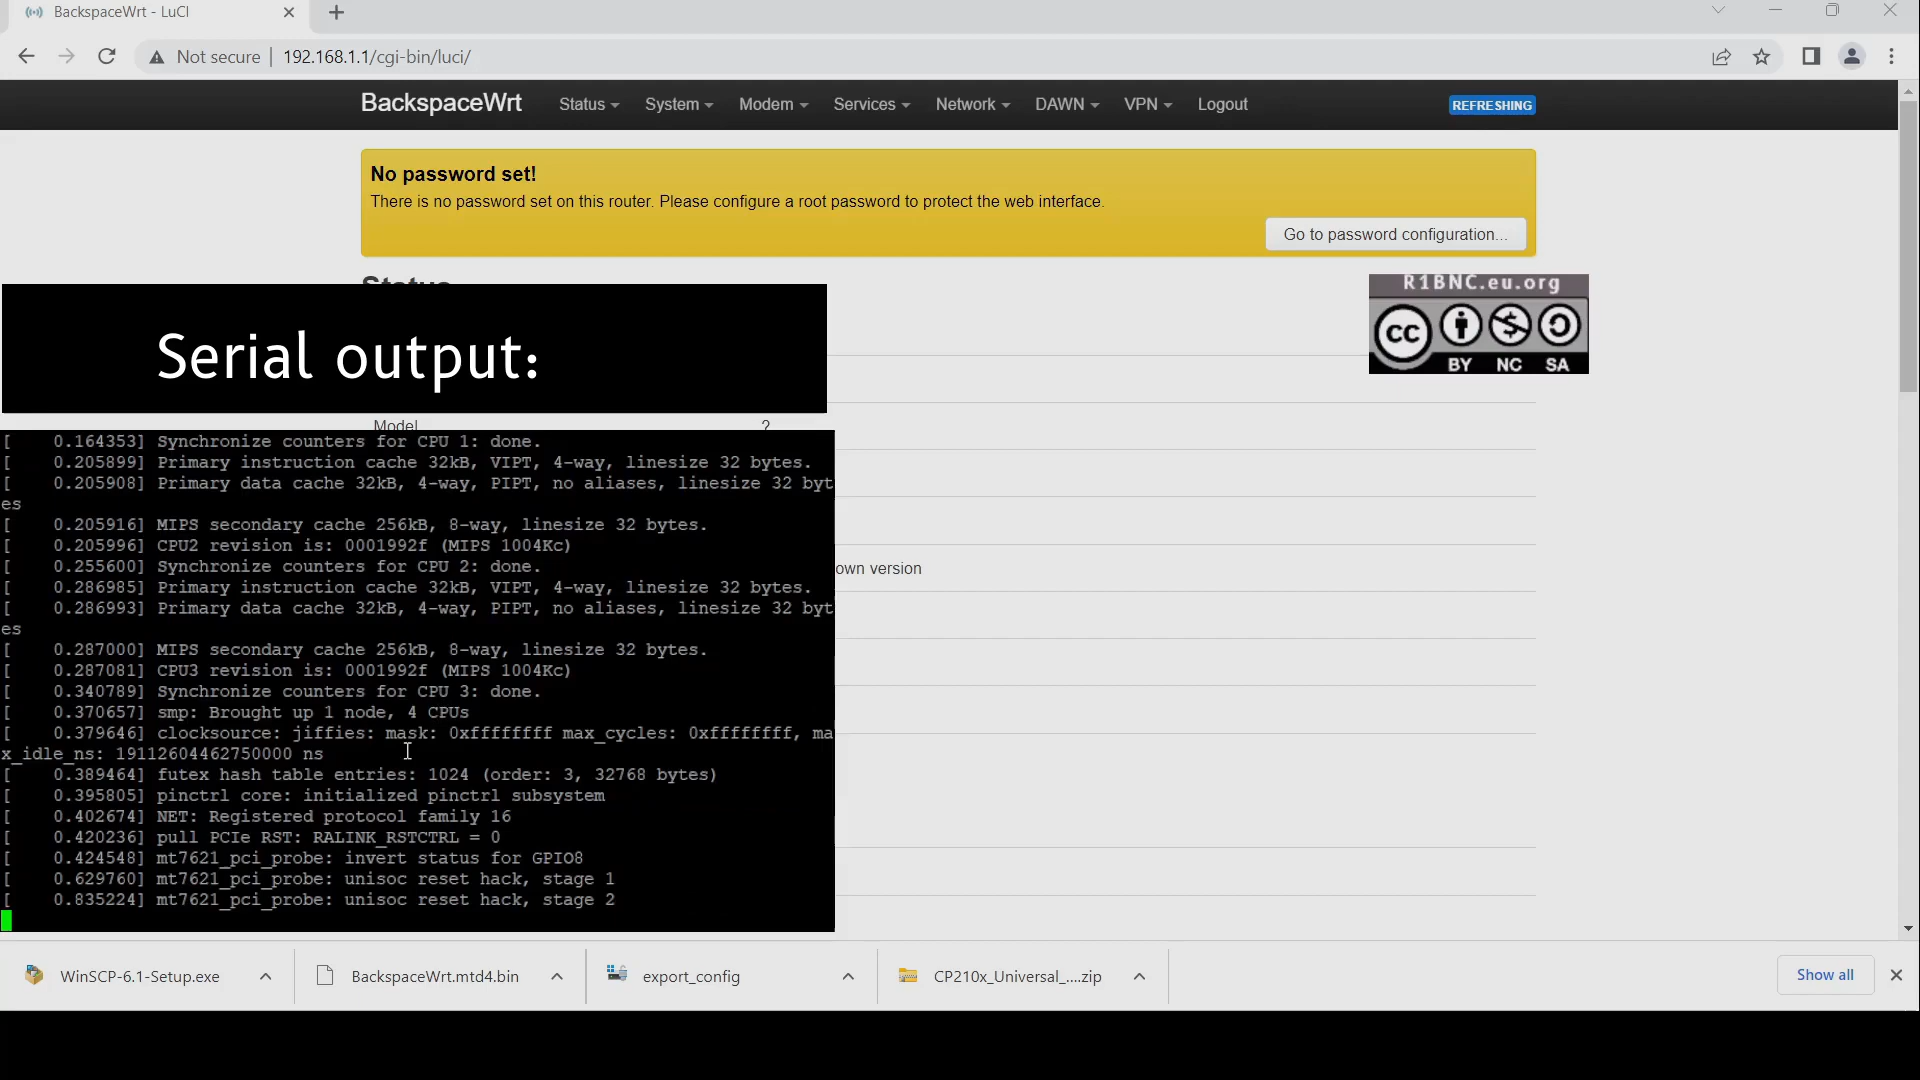 BackspaceWrt - LuCI
Not secure
192.168.1.1/cgi-bin/luci/
BackspaceWrt Status System Modem Services Network DAWN VPN Logout REFRESHING
No password set!
There is no password set on this router. Please configure a root password to protect the web interface.
Go to password configuration...
Status
R1BNC.eu.org
CC
BY NC SA
Serial output:
Model ?
[    0.164353] Synchronize counters for CPU 1: done.
[    0.205899] Primary instruction cache 32kB, VIPT, 4-way, linesize 32 bytes.
[    0.205908] Primary data cache 32kB, 4-way, PIPT, no aliases, linesize 32 byt
es
[    0.205916] MIPS secondary cache 256kB, 8-way, linesize 32 bytes.
[    0.205996] CPU2 revision is: 0001992f (MIPS 1004Kc)
[    0.255600] Synchronize counters for CPU 2: done.
own version
[    0.286985] Primary instruction cache 32kB, VIPT, 4-way, linesize 32 bytes.
[    0.286993] Primary data cache 32kB, 4-way, PIPT, no aliases, linesize 32 byt
es
[    0.287000] MIPS secondary cache 256kB, 8-way, linesize 32 bytes.
[    0.287081] CPU3 revision is: 0001992f (MIPS 1004Kc)
[    0.340789] Synchronize counters for CPU 3: done.
[    0.370657] smp: Brought up 1 node, 4 CPUs
[    0.379646] clocksource: jiffies: mask: 0xffffffff max_cycles: 0xffffffff, ma
x_idle_ns: 19112604462750000 ns
[    0.389464] futex hash table entries: 1024 (order: 3, 32768 bytes)
[    0.395805] pinctrl core: initialized pinctrl subsystem
[    0.402674] NET: Registered protocol family 16
[    0.420236] pull PCIe RST: RALINK_RSTCTRL = 0
[    0.424548] mt7621_pci_probe: invert status for GPIO8
[    0.629760] mt7621_pci_probe: unisoc reset hack, stage 1
[    0.835224] mt7621_pci_probe: unisoc reset hack, stage 2
WinSCP-6.1-Setup.exe
BackspaceWrt.mtd4.bin
export_config
CP210x_Universal_....zip
Show all